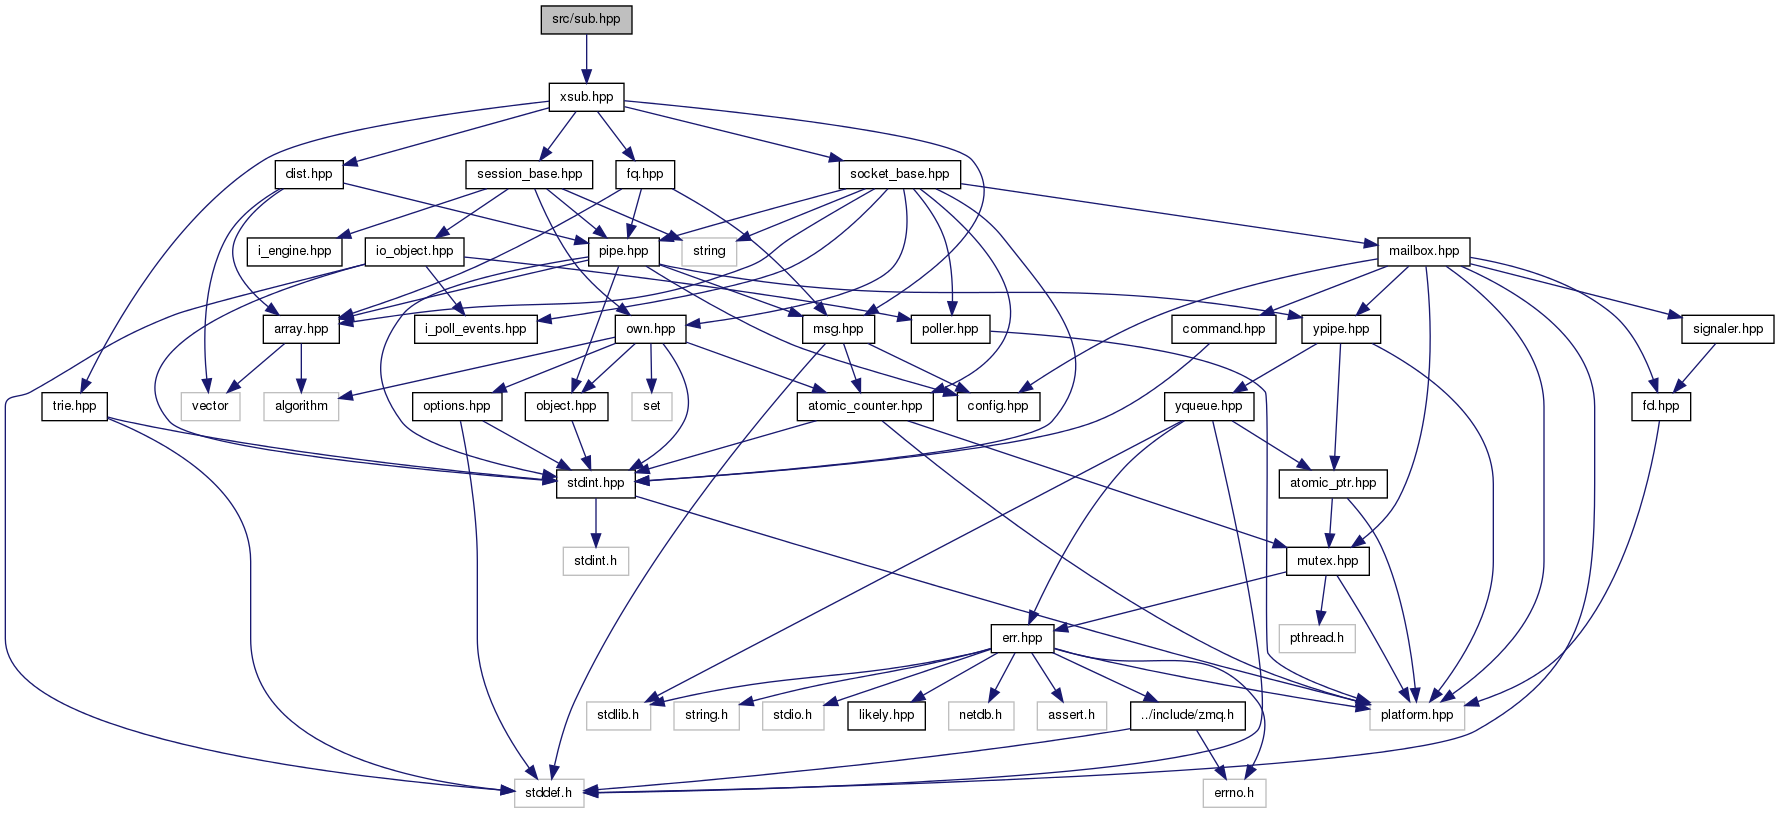 src/sub.hpp
xsub.hpp
dist.hpp
session_base.hpp
fq.hpp
socket_base.hpp
i_engine.hpp
io_object.hpp
pipe.hpp
string
mailbox.hpp
array.hpp
i_poll_events.hpp
own.hpp
msg.hpp
poller.hpp
command.hpp
ypipe.hpp
signaler.hpp
trie.hpp
vector
algorithm
options.hpp
object.hpp
set
atomic_counter.hpp
config.hpp
yqueue.hpp
fd.hpp
stdint.hpp
atomic_ptr.hpp
stdint.h
mutex.hpp
err.hpp
pthread.h
stdlib.h
string.h
stdio.h
likely.hpp
netdb.h
assert.h
../include/zmq.h
platform.hpp
stddef.h
errno.h